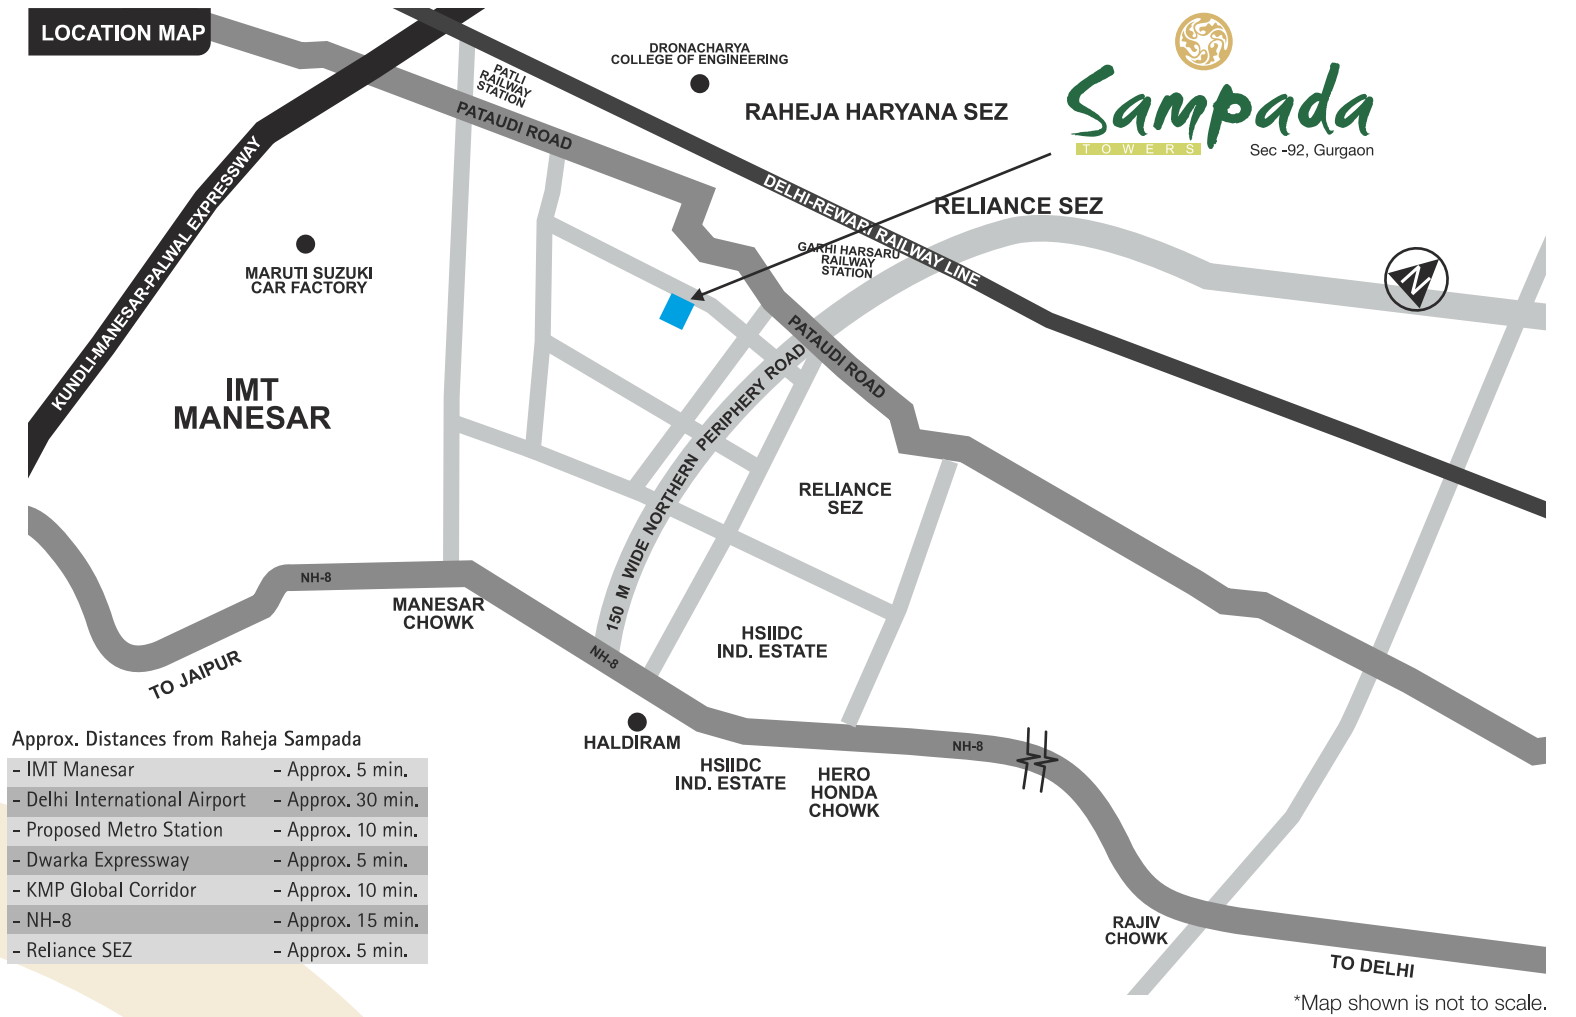 LOCATION MAP
DRONACHARYA
COLLEGE OF ENGINEERING
PATLI
RAILWAY
STATION
RAHEJA HARYANA SEZ
Sampada
TOWERS
Sec -92, Gurgaon
PATAUDI ROAD
KUNDLI-MANESAR-PALWAL EXPRESSWAY
DELHI-REWARI RAILWAY LINE
RELIANCE SEZ
GARHI HARSARU
RAILWAY
STATION
MARUTI SUZUKI
CAR FACTORY
N
PATAUDI ROAD
IMT
MANESAR
150 M WIDE NORTHERN PERIPHERY ROAD
RELIANCE
SEZ
NH-8
MANESAR
CHOWK
HSIIDC
IND. ESTATE
NH-8
TO JAIPUR
HALDIRAM
NH-8
HSIIDC
IND. ESTATE
HERO
HONDA
CHOWK
RAJIV
CHOWK
TO DELHI
Approx. Distances from Raheja Sampada
- IMT Manesar - Approx. 5 min.
- Delhi International Airport - Approx. 30 min.
- Proposed Metro Station - Approx. 10 min.
- Dwarka Expressway - Approx. 5 min.
- KMP Global Corridor - Approx. 10 min.
- NH-8 - Approx. 15 min.
- Reliance SEZ - Approx. 5 min.
*Map shown is not to scale.